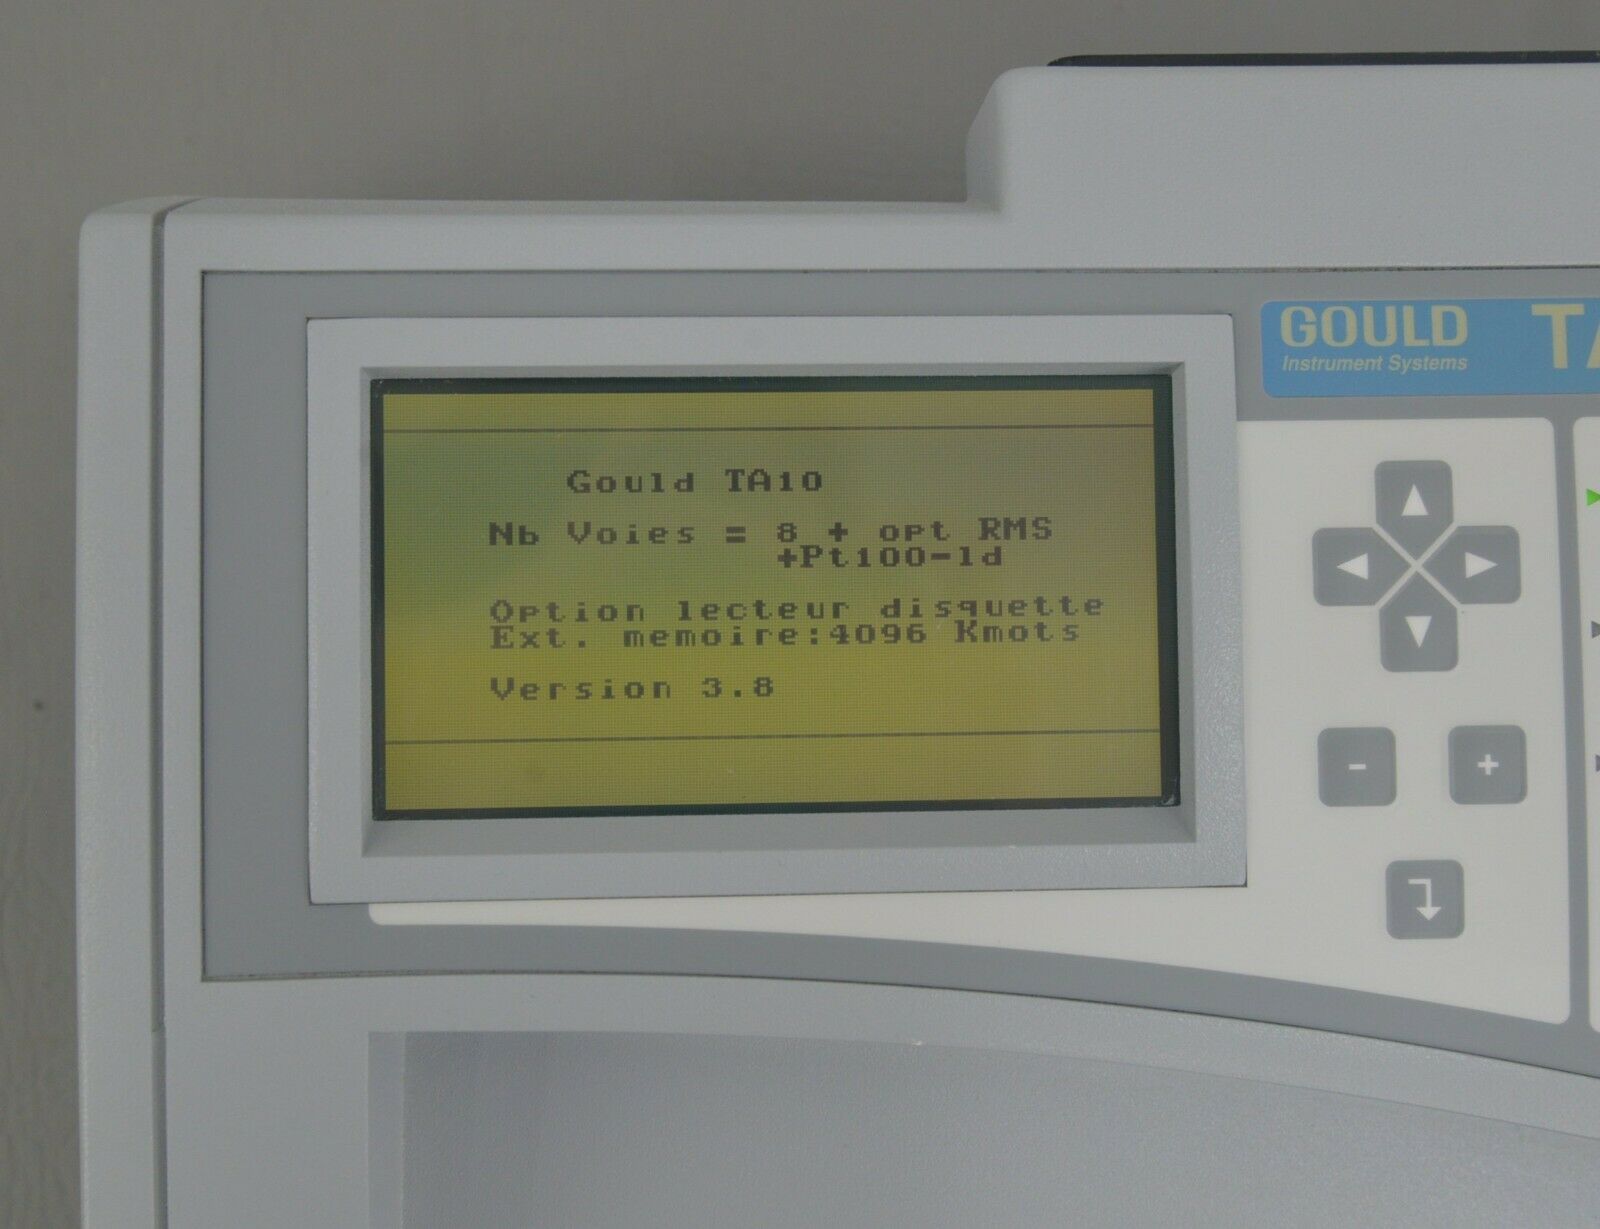 GOULD
Instrument Systems
Gould TA10
Nb Voies = 8 + opt RMS
+Pt100-1d
Option lecteur disquette
Ext. memoire:4096 Kmots
Version 3.8
-
+